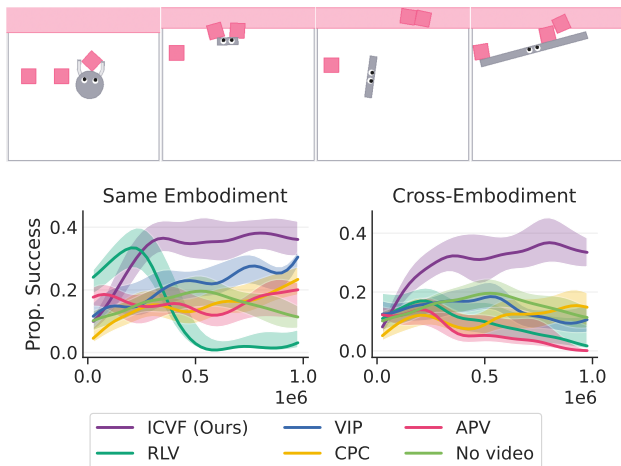 Same Embodiment
Cross-Embodiment
Prop. Success
0.4
0.2
0.0
0.0
0.5
1.0
1e6
0.4
0.2
0.0
0.0
0.5
1.0
1e6
ICVF (Ours)
VIP
APV
RLV
CPC
No video